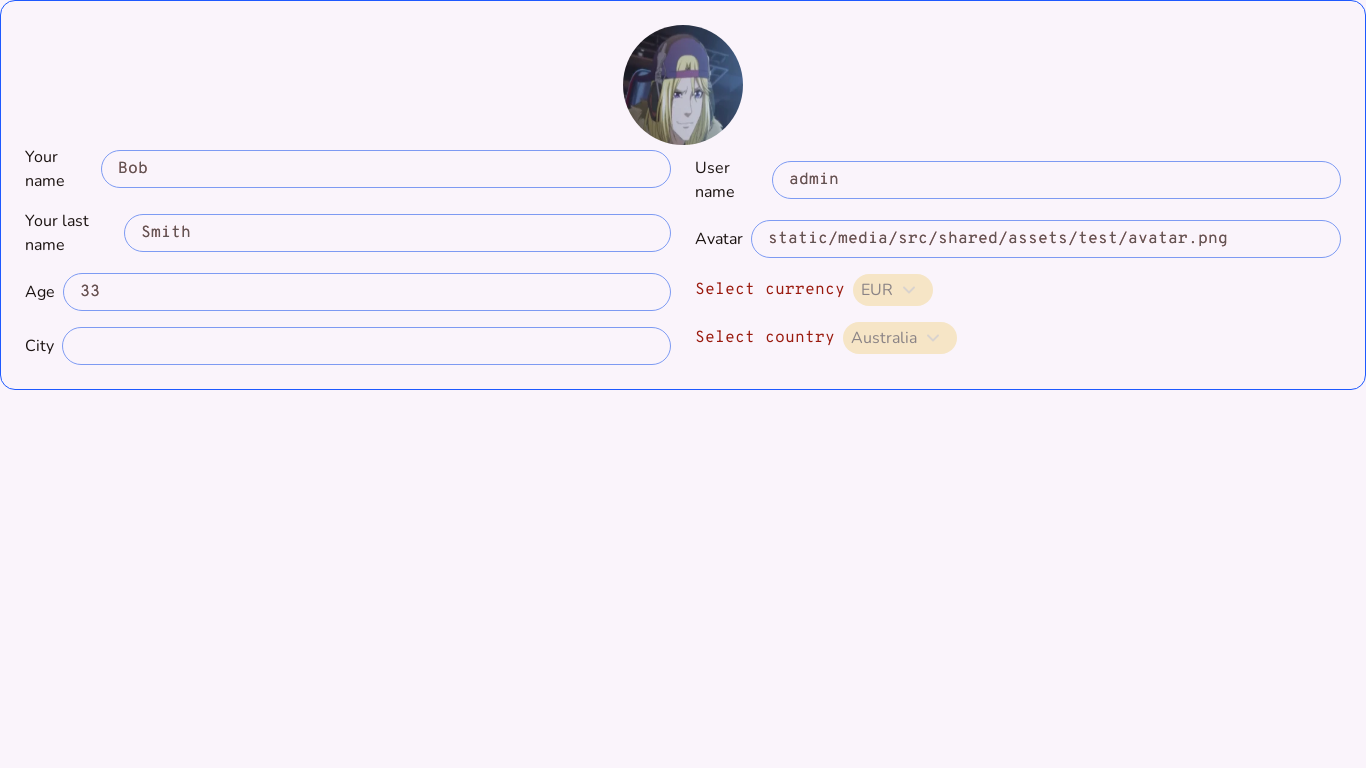 Your
name
Bob
Your last
name
Smith
Age
33
City
User
name
admin
Avatar
static/media/src/shared/assets/test/avatar.png
Select currency
EUR
Select country
Australia